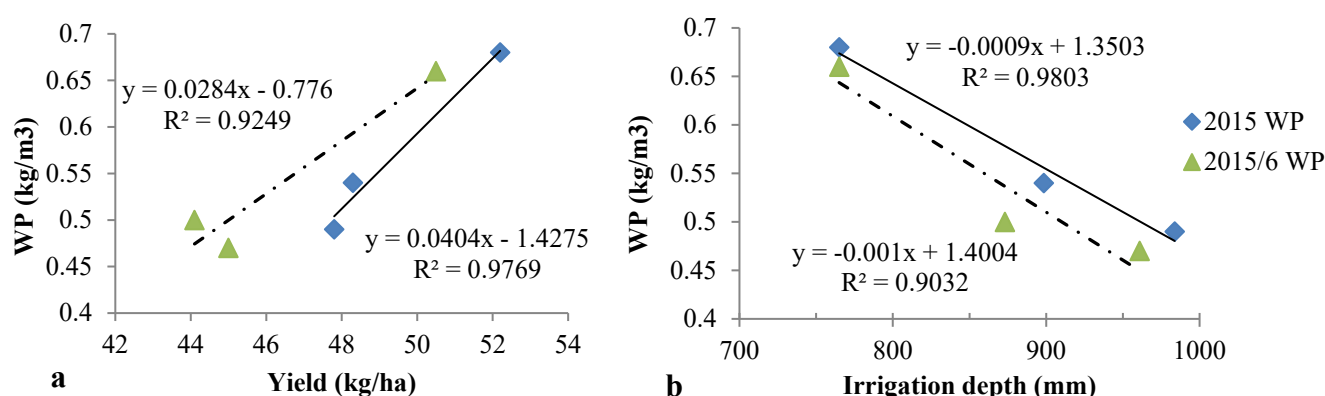 0.7
0.65
0.6
0.55
0.5
0.45
0.4
WP (kg/m3)
y = 0.0284x - 0.776
R² = 0.9249
y = 0.0404x - 1.4275
R² = 0.9769
42 44 46 48 50 52 54
a Yield (kg/ha)
0.7
0.65
0.6
0.55
0.5
0.45
0.4
WP (kg/m3)
y = -0.0009x + 1.3503
R² = 0.9803
y = -0.001x + 1.4004
R² = 0.9032
700 800 900 1000
b Irrigation depth (mm)
2015 WP
2015/6 WP